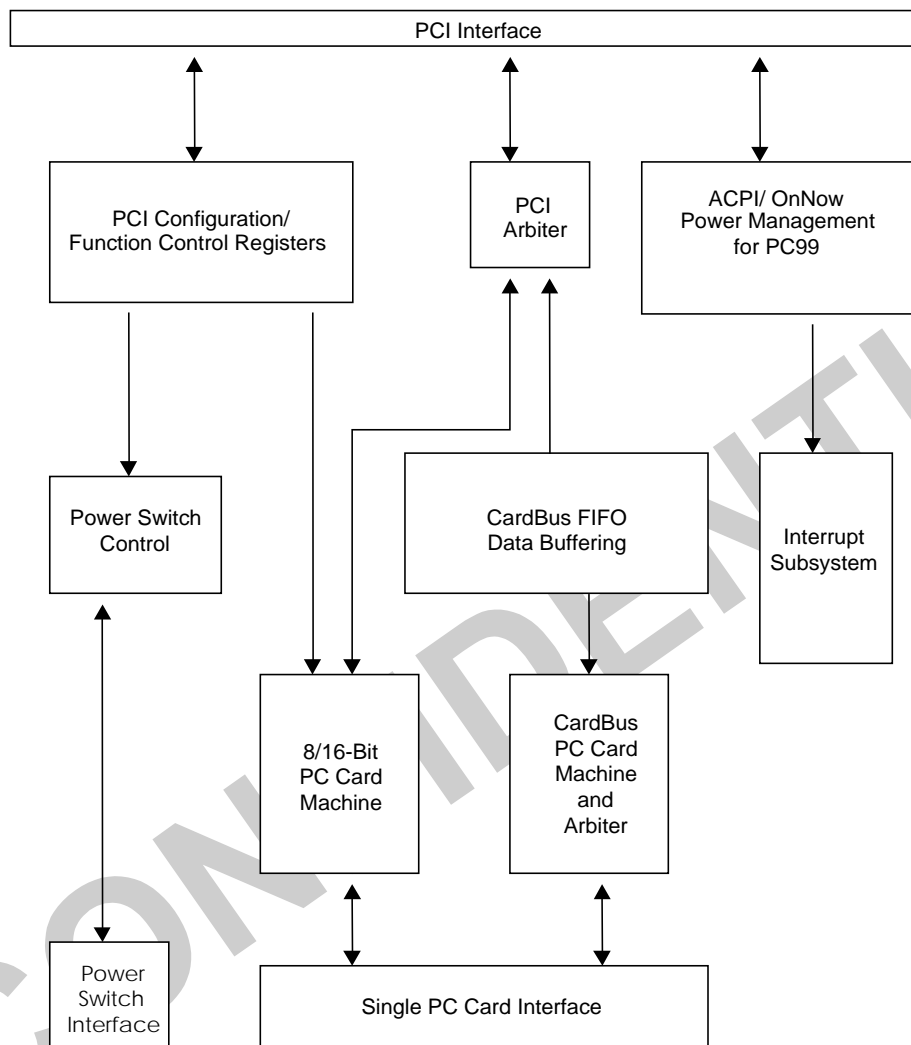 PCI Interface
PCI Configuration/
Function Control Registers
PCI
Arbiter
ACPI/ OnNow
Power Management
for PC99
Power Switch
Control
CardBus FIFO
Data Buffering
Interrupt
Subsystem
8/16-Bit
PC Card
Machine
CardBus
PC Card
Machine
and
Arbiter
Power
Switch
Interface
Single PC Card Interface
CONFIDENTI